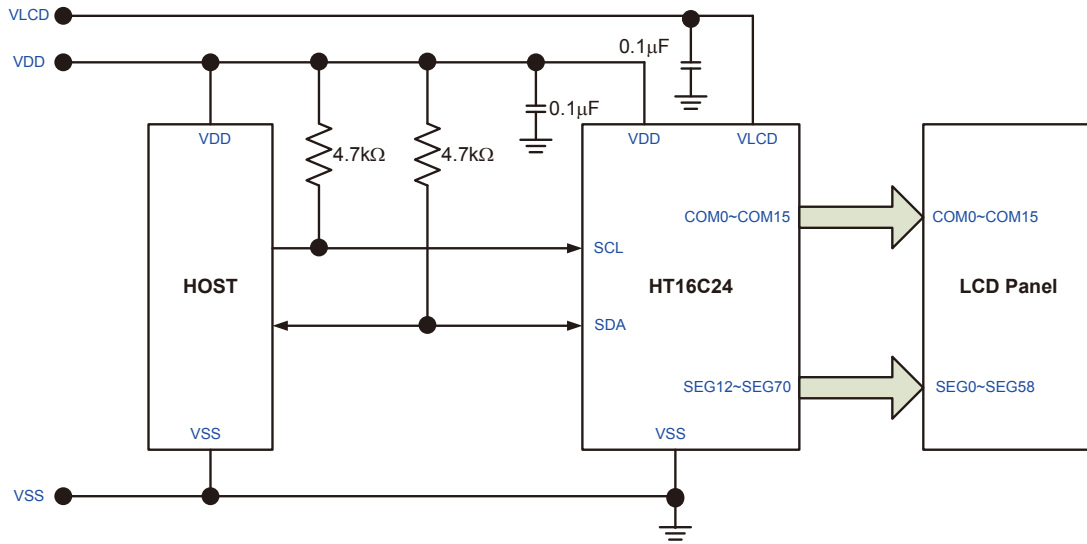 VLCD
0.1μF
VDD
0.1μF
VDD
VDD
VLCD
4.7kΩ
4.7kΩ
COM0~COM15
COM0~COM15
SCL
HOST
HT16C24
LCD Panel
SDA
SEG12~SEG70
SEG0~SEG58
VSS
VSS
VSS